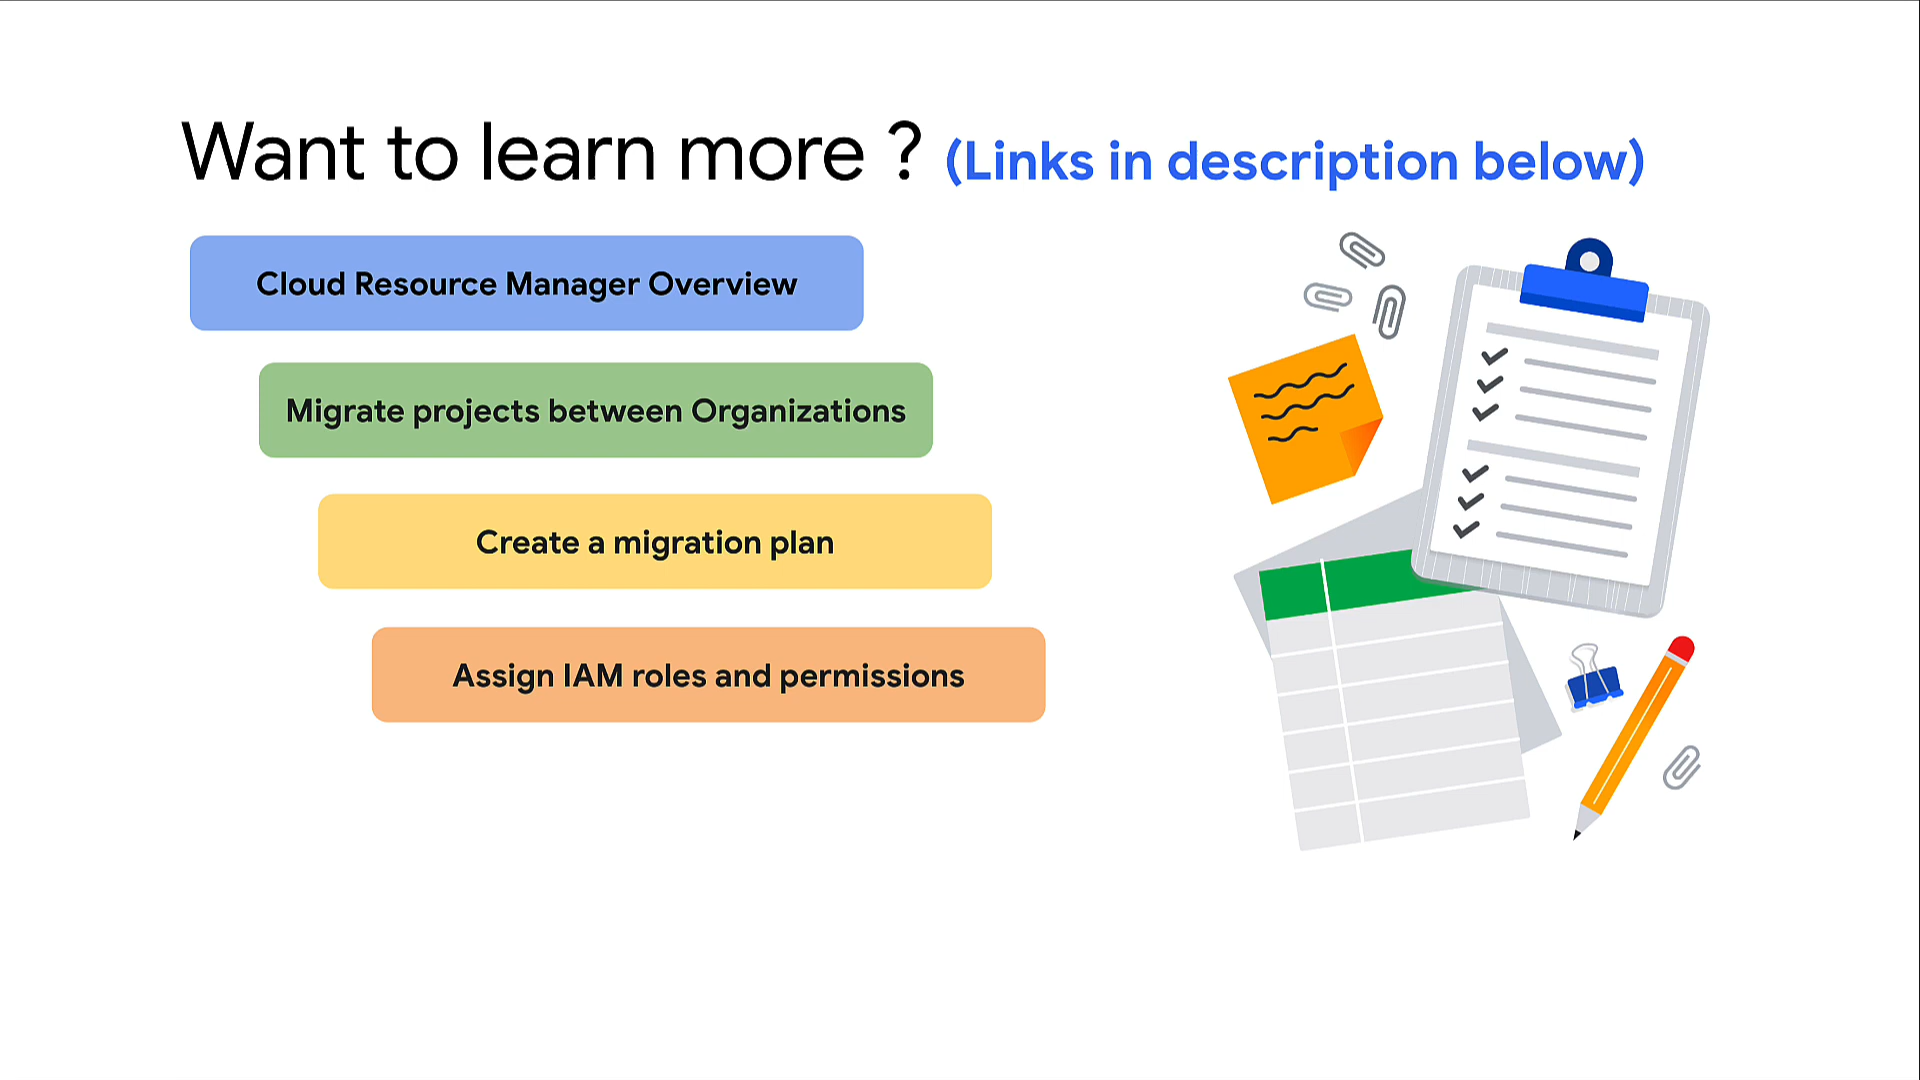 Want to learn more ? (Links in description below)
Cloud Resource Manager Overview
Migrate projects between Organizations
Create a migration plan
Assign IAM roles and permissions